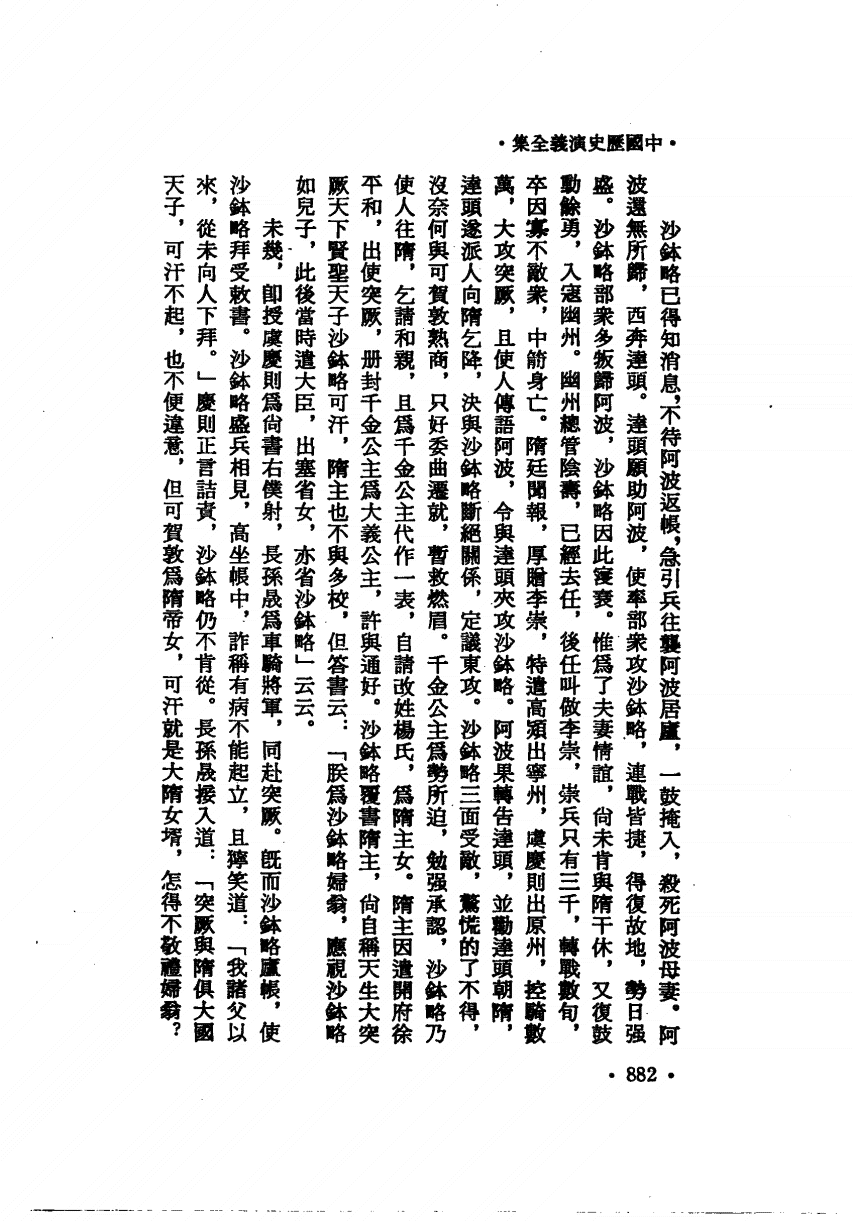 •中國歷史演義全集•
沙鉢略已得知消息，不待阿波返帳，急引兵往襲阿波居廬，一鼓掩入，殺死阿波母妻。阿
波還無所歸，西奔達頭。達頭願助阿波，使率部衆攻沙鉢略，連戰皆捷，得復故地，勢日强
盛。沙鉢略部衆多叛歸阿波，沙鉢略因此寖衰。惟爲了夫妻情誼，尙未肯與隋干休，又復鼓
動餘勇，入寇幽州。幽州總管陰壽，已經去任，後任叫做李崇，崇兵只有三千，轉戰數旬，
卒因寡不敵衆，中箭身亡。隋廷聞報，厚贈李崇，特遣高熲出寧州，虞慶則出原州，控騎數
萬，大攻突厥，且使人傳語阿波，令與達頭夾攻沙鉢略。阿波果轉告達頭，並勸達頭朝隋，
達頭遂派人向隋乞降，決與沙鉢略斷絕關係，定議東攻。沙鉢略三面受敵，驚慌的了不得，
沒奈何與可賀敦熟商，只好委曲遷就，暫救燃眉。千金公主爲勢所迫，勉强承認，沙鉢略乃
使人往隋，乞請和親，且爲千金公主代作一表，自請改姓楊氏，爲隋主女。隋主因遣開府徐
平和，出使突厥，册封千金公主爲大義公主，許與通好。沙鉢略覆書隋主，尙自稱天生大突
厥天下賢聖天子沙鉢略可汗，隋主也不與多校，但答書云：「朕爲沙鉢略婦翁，應視沙鉢略
如兒子，此後當時遣大臣，出塞省女，亦省沙鉢略」云云。
未幾，卽授虞慶則爲尙書右僕射，長孫晟爲車騎將軍，同赴突厥。旣而沙鉢略廬帳，使
沙鉢略拜受敕書。沙鉢略盛兵相見，高坐帳中，詐稱有病不能起立，且獰笑道：「我諸父以
來，從未向人下拜。」慶則正言詰責，沙鉢略仍不肯從。長孫晟接入道：「突厥與隋俱大國
天子，可汗不起，也不便違意，但可賀敦爲隋帝女，可汗就是大隋女壻，怎得不敬禮婦翁？
•882•